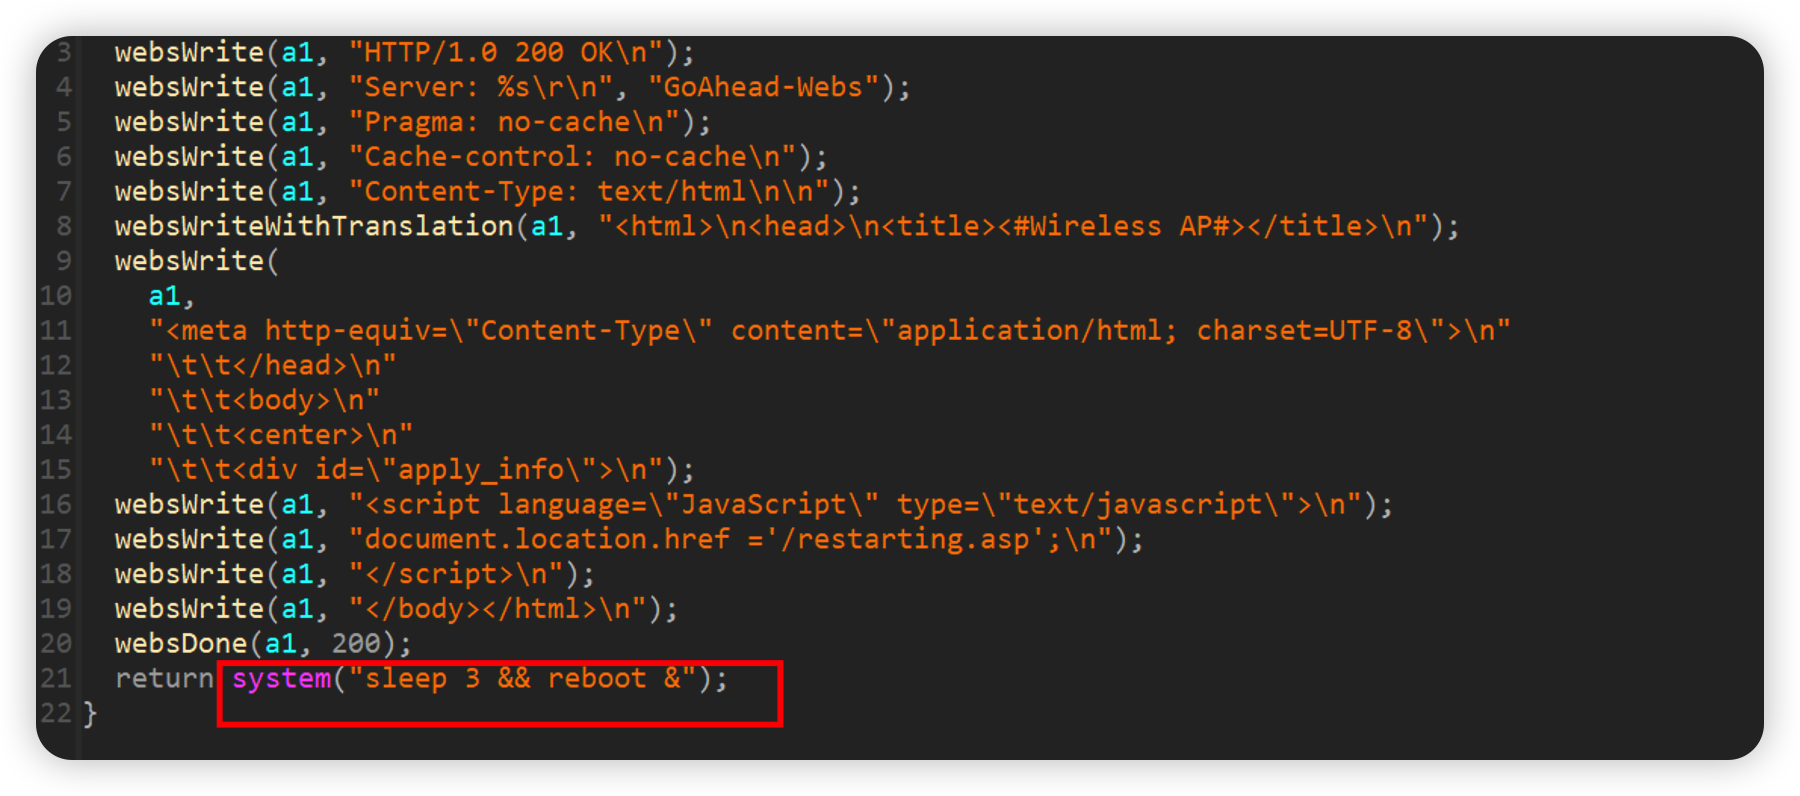 3 websWrite(a1, "HTTP/1.0 200 OK\n");
4 websWrite(a1, "Server: %s\r\n", "GoAhead-Webs");
5 websWrite(a1, "Pragma: no-cache\n");
6 websWrite(a1, "Cache-control: no-cache\n");
7 websWrite(a1, "Content-Type: text/html\n\n");
8 websWriteWithTranslation(a1, "<html>\n<head>\n<title><#Wireless AP#></title>\n");
9 websWrite(
10 a1,
11 "<meta http-equiv=\"Content-Type\" content=\"application/html; charset=UTF-8\">\n"
12 "\t\t</head>\n"
13 "\t\t<body>\n"
14 "\t\t<center>\n"
15 "\t\t<div id=\"apply_info\">\n");
16 websWrite(a1, "<script language=\"JavaScript\" type=\"text/javascript\">\n");
17 websWrite(a1, "document.location.href ='/restarting.asp';\n");
18 websWrite(a1, "</script>\n");
19 websWrite(a1, "</body></html>\n");
20 websDone(a1, 200);
21 return system("sleep 3 && reboot &");
22 }